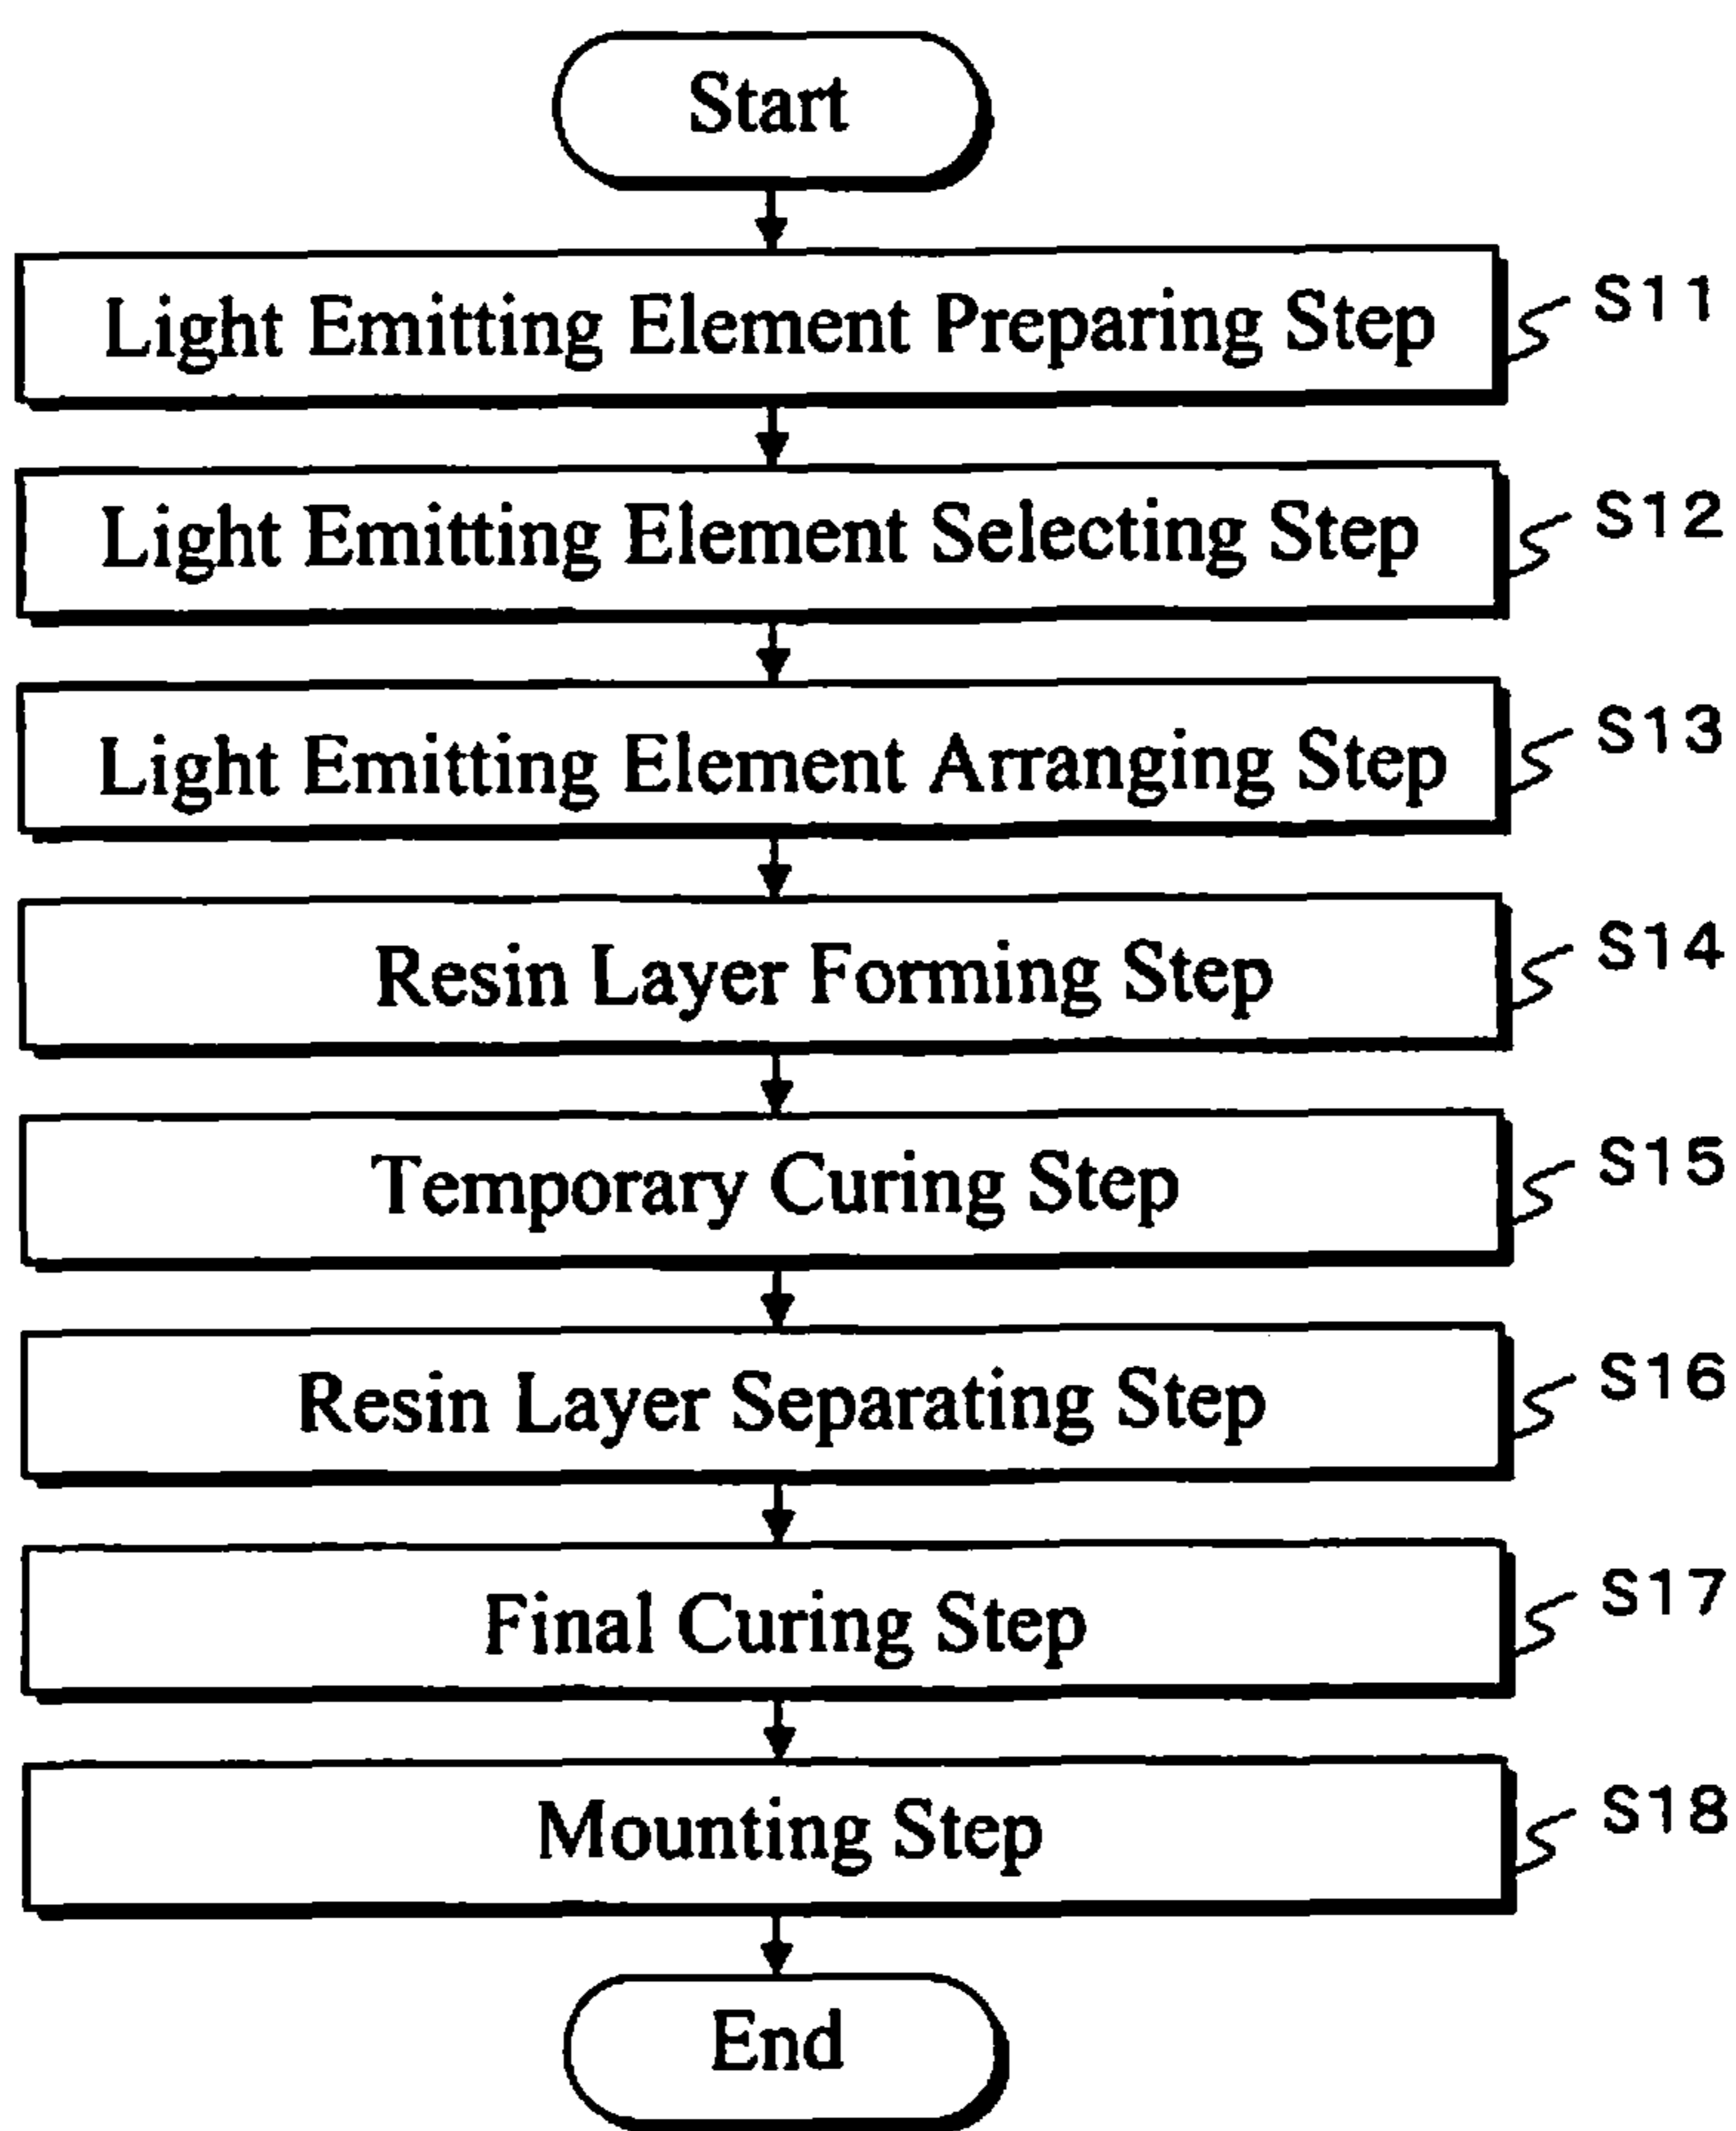 Start
Light Emitting Element Preparing Step S11
Light Emitting Element Selecting Step S12
Light Emitting Element Arranging Step S13
Resin Layer Forming Step S14
Temporary Curing Step S15
Resin Layer Separating Step S16
Final Curing Step S17
Mounting Step S18
End